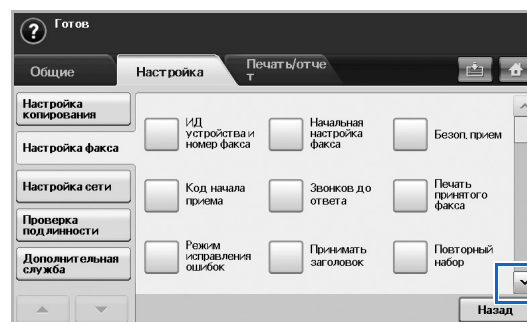 Готов
Общие
Настройка
Печать/отче
т
Настройка
копирования
Настройка факса
Настройка сети
Проверка
подлинности
Дополнительная
служба
ИД
устройства и
номер факса
Начальная
настройка
факса
Безоп, прием
Код начала
приема
Звонков до
ответа
Печать
принятого
факса
Режим
исправления
ошибок
Принимать
заголовок
Повторный
набор
Назад